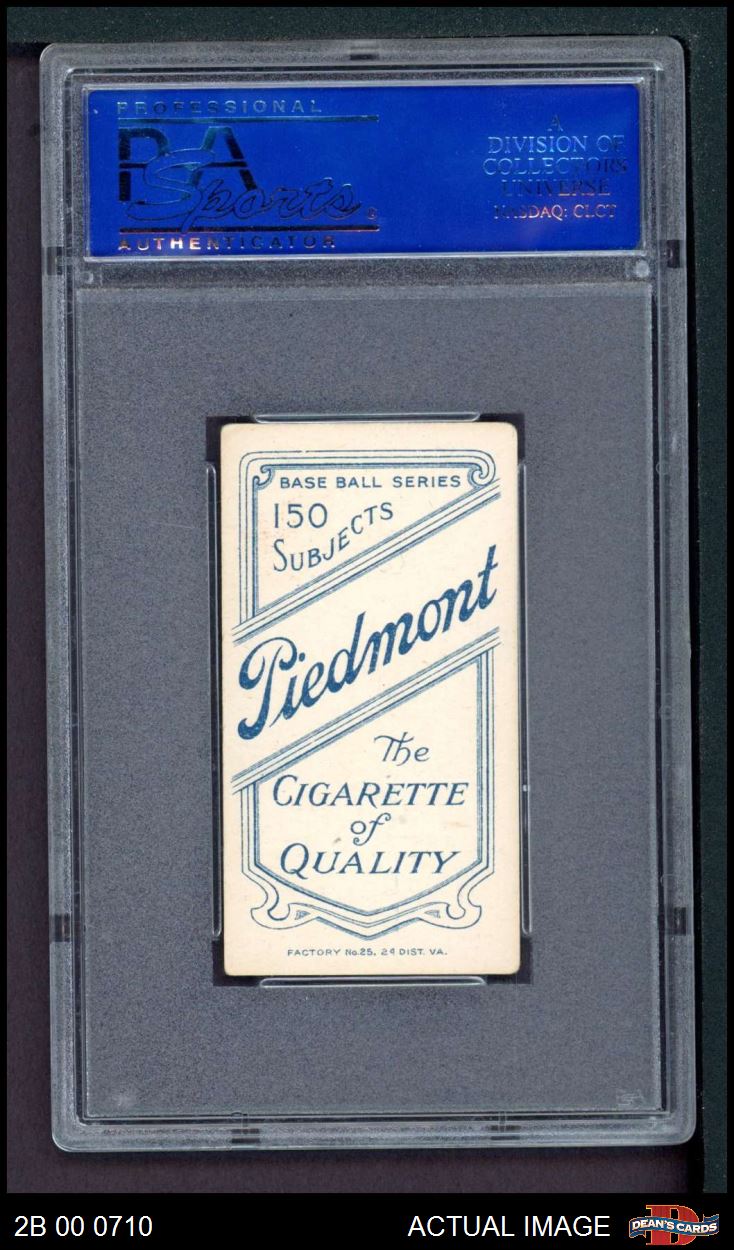 PROFESSIONAL
PSA
Sports
AUTHENTICATOR
A
DIVISION OF
COLLECTORS
UNIVERSE
NASDAQ: CLCT
BASE BALL SERIES
150
SUBJECTS
Piedmont
The
CIGARETTE
of
QUALITY
FACTORY No. 25, 2d DIST. VA.
2B 00 0710
ACTUAL IMAGE
DEAN'S CARDS